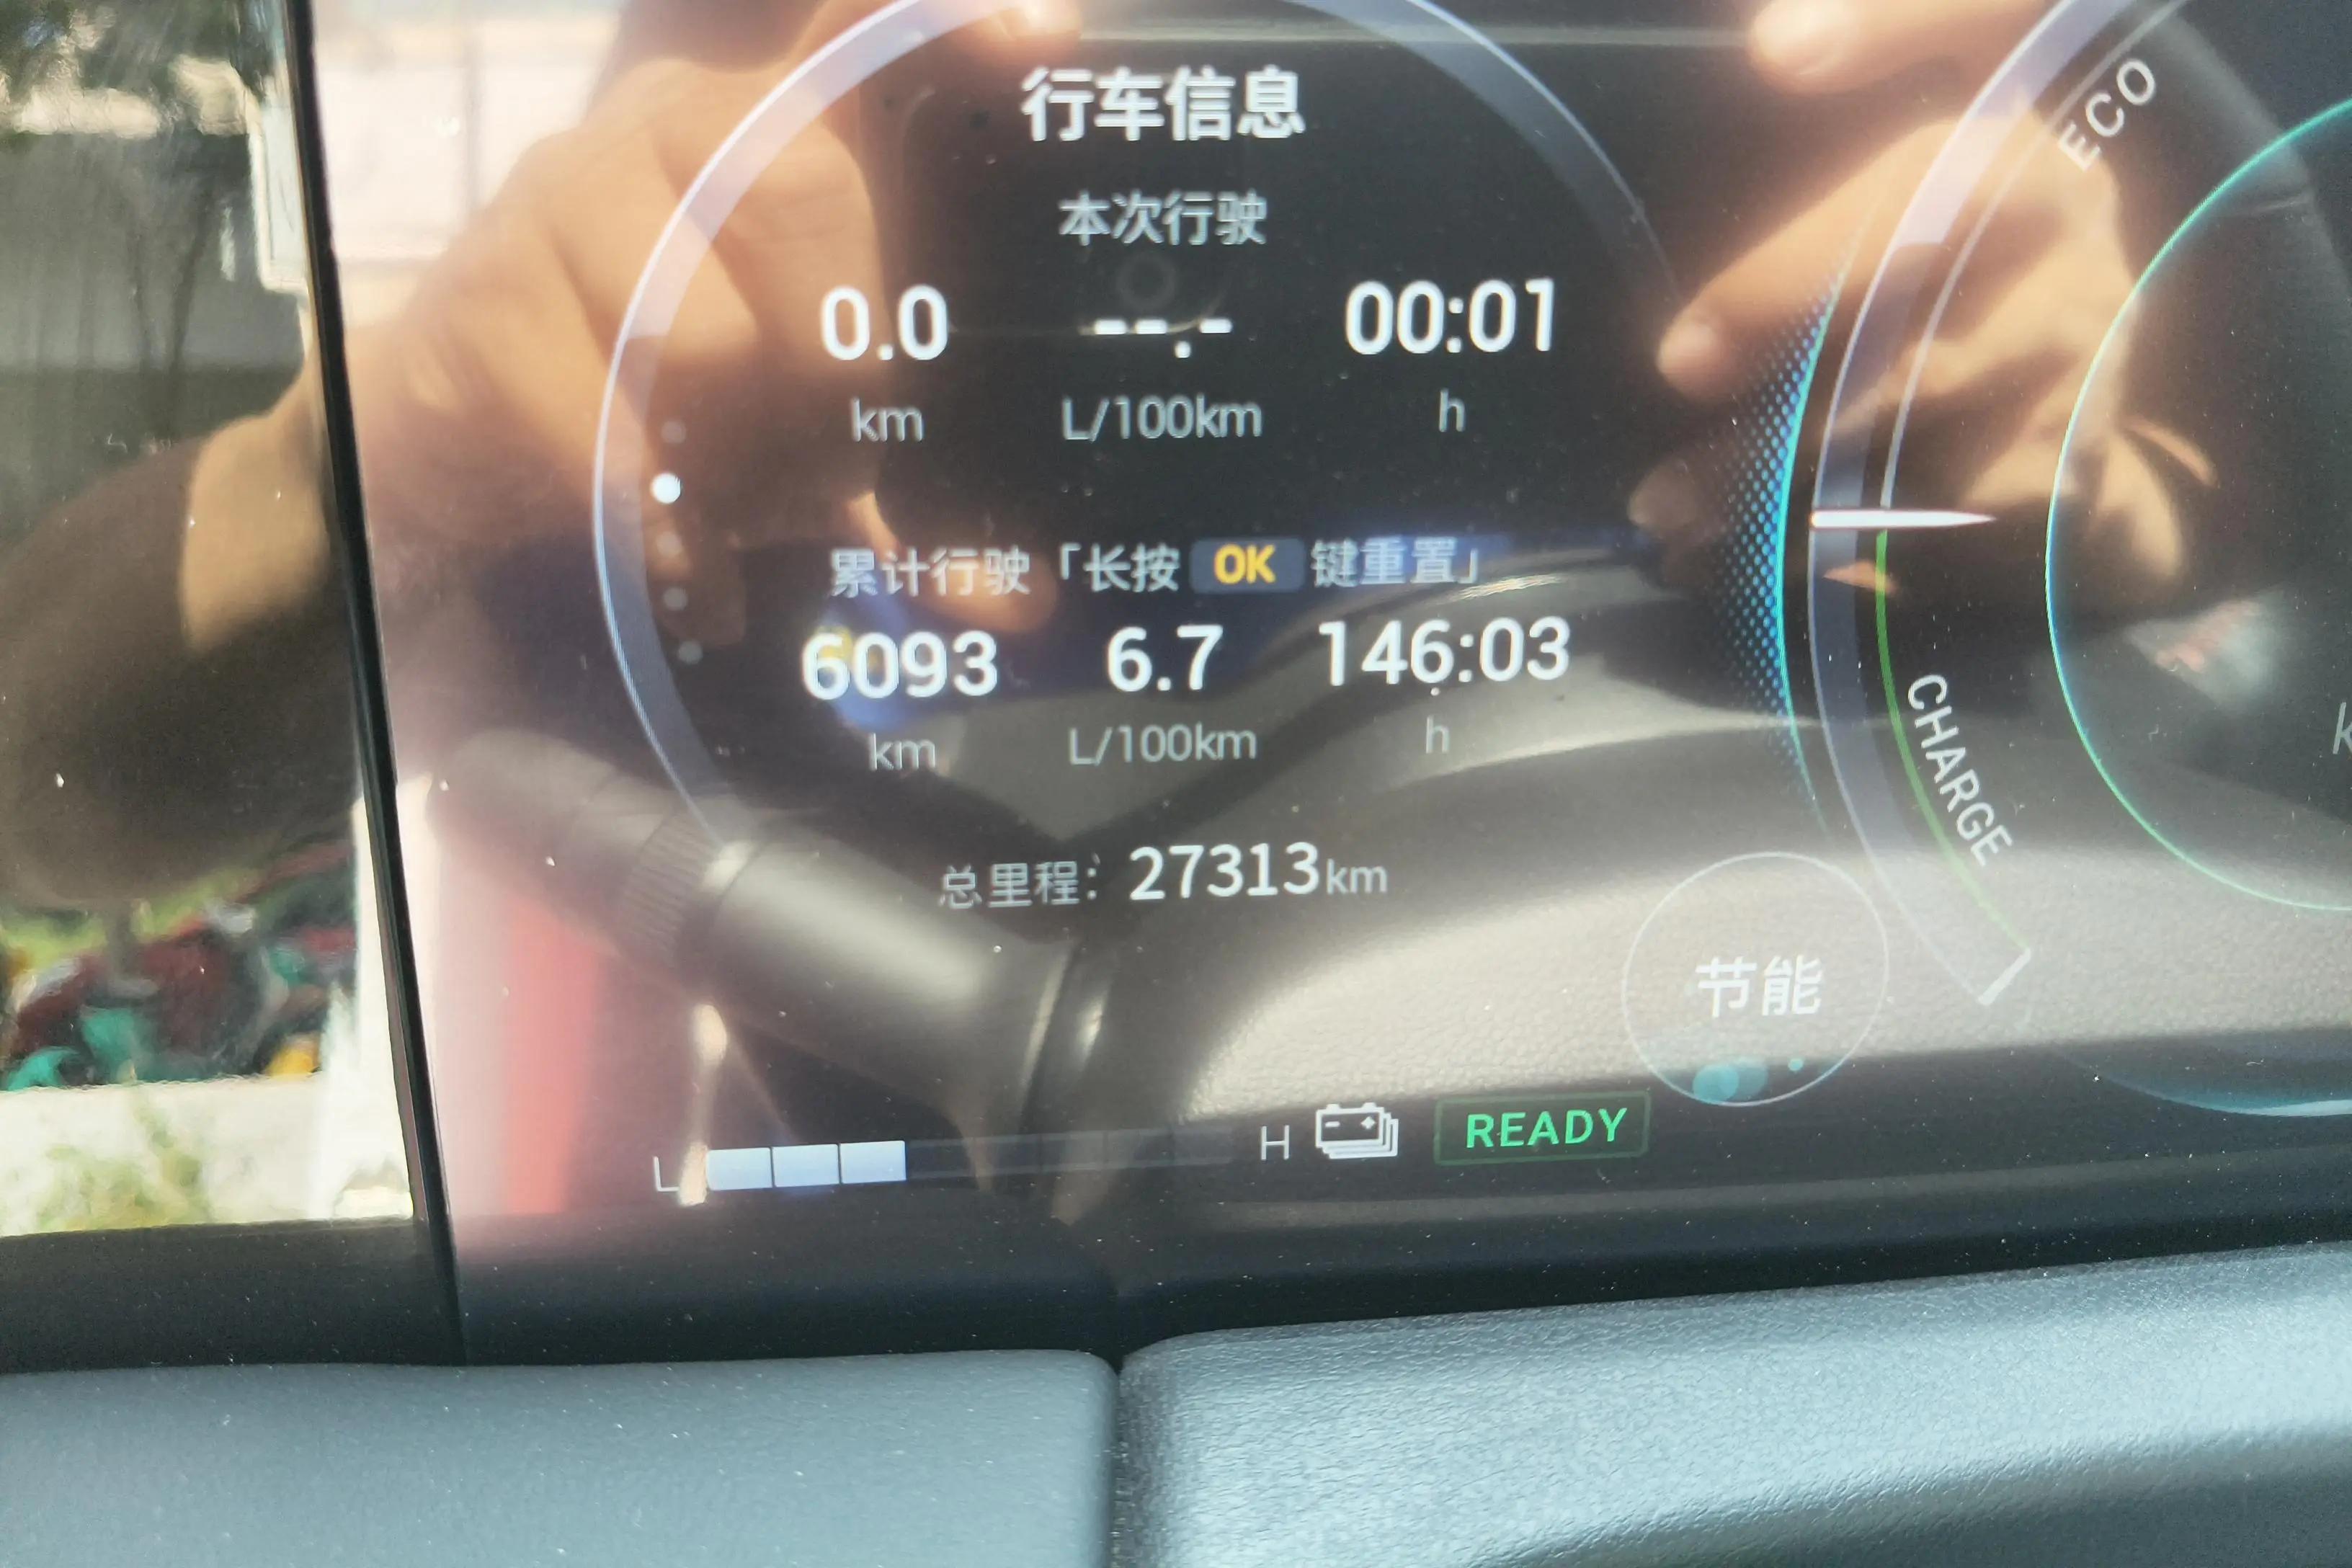 行车信息
ECO
本次行驶
0.0 --.- 00:01
km L/100km h
累计行驶「长按 OK 键重置」
6093 6.7 146:03
km L/100km h
CHARGE
总里程：27313km
节能
L H READY